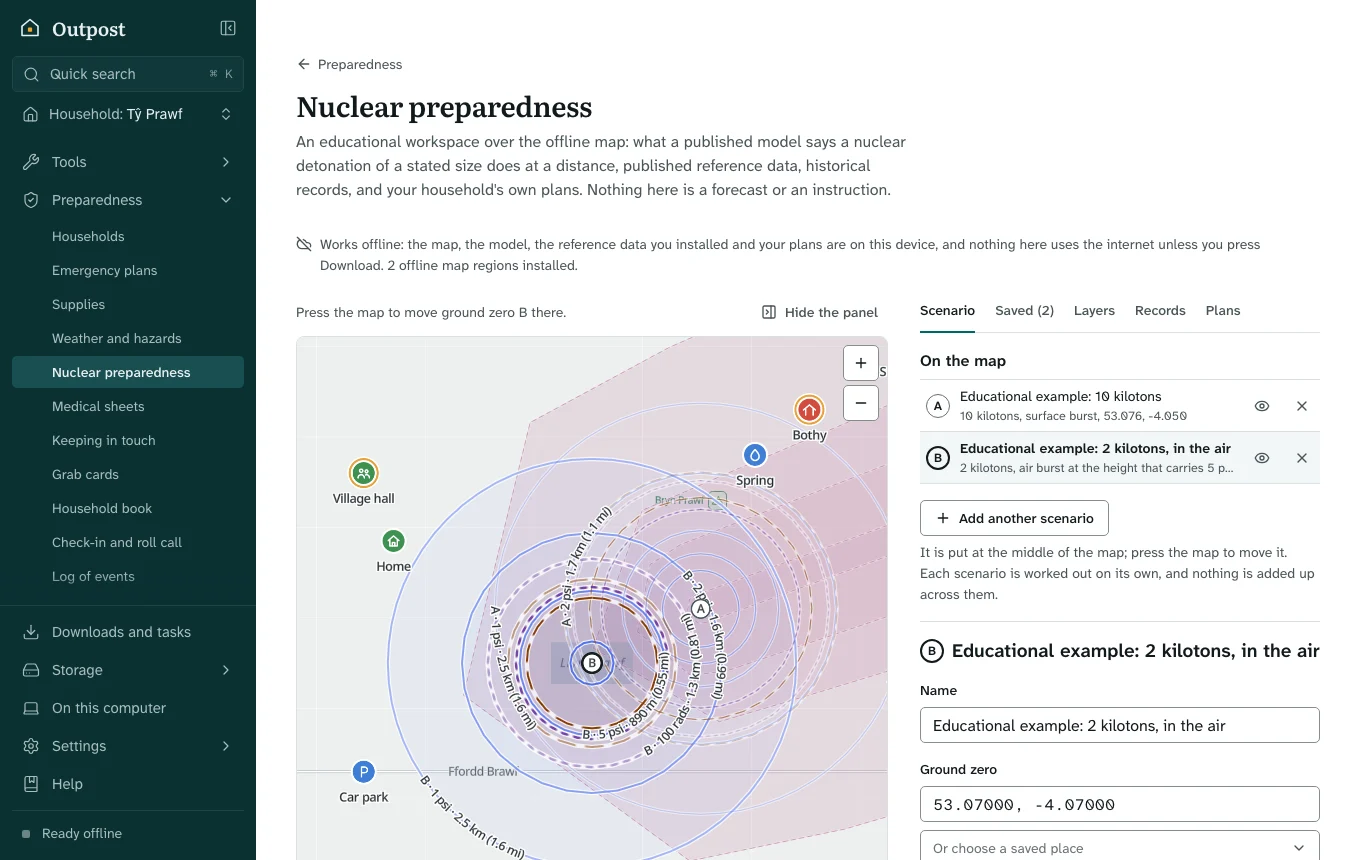 Outpost
Quick search
⌘ K
Household: Tŷ Prawf
Tools
Preparedness
Households
Emergency plans
Supplies
Weather and hazards
Nuclear preparedness
Medical sheets
Keeping in touch
Grab cards
Household book
Check-in and roll call
Log of events
Downloads and tasks
Storage
On this computer
Settings
Help
Ready offline
Preparedness
Nuclear preparedness
An educational workspace over the offline map: what a published model says a nuclear
detonation of a stated size does at a distance, published reference data, historical
records, and your household's own plans. Nothing here is a forecast or an instruction.
Works offline: the map, the model, the reference data you installed and your plans are on this device, and nothing here uses the internet unless you press
Download. 2 offline map regions installed.
Press the map to move ground zero B there.
Hide the panel
+
−
S
Bothy
Spring
Village hall
Bryn Prawf
Home
A · 2 psi · 1.7 km (1.1 mi)
A · 1 psi · 2.5 km (1.6 mi)
A
B
B · 5 psi · 890 m (0.55 mi)
B · 100 rads · 1.3 km (0.81 mi)
B · 2 psi · 1.6 km (0.99 mi)
Ffordd Brawf
P
Car park
B · 1 psi · 2.5 km (1.6 mi)
Scenario
Saved (2)
Layers
Records
Plans
On the map
A
Educational example: 10 kilotons
10 kilotons, surface burst, 53.076, -4.050
B
Educational example: 2 kilotons, in the air
2 kilotons, air burst at the height that carries 5 p...
+ Add another scenario
It is put at the middle of the map; press the map to move it.
Each scenario is worked out on its own, and nothing is added up
across them.
B
Educational example: 2 kilotons, in the air
Name
Educational example: 2 kilotons, in the air
Ground zero
53.07000, -4.07000
Or choose a saved place